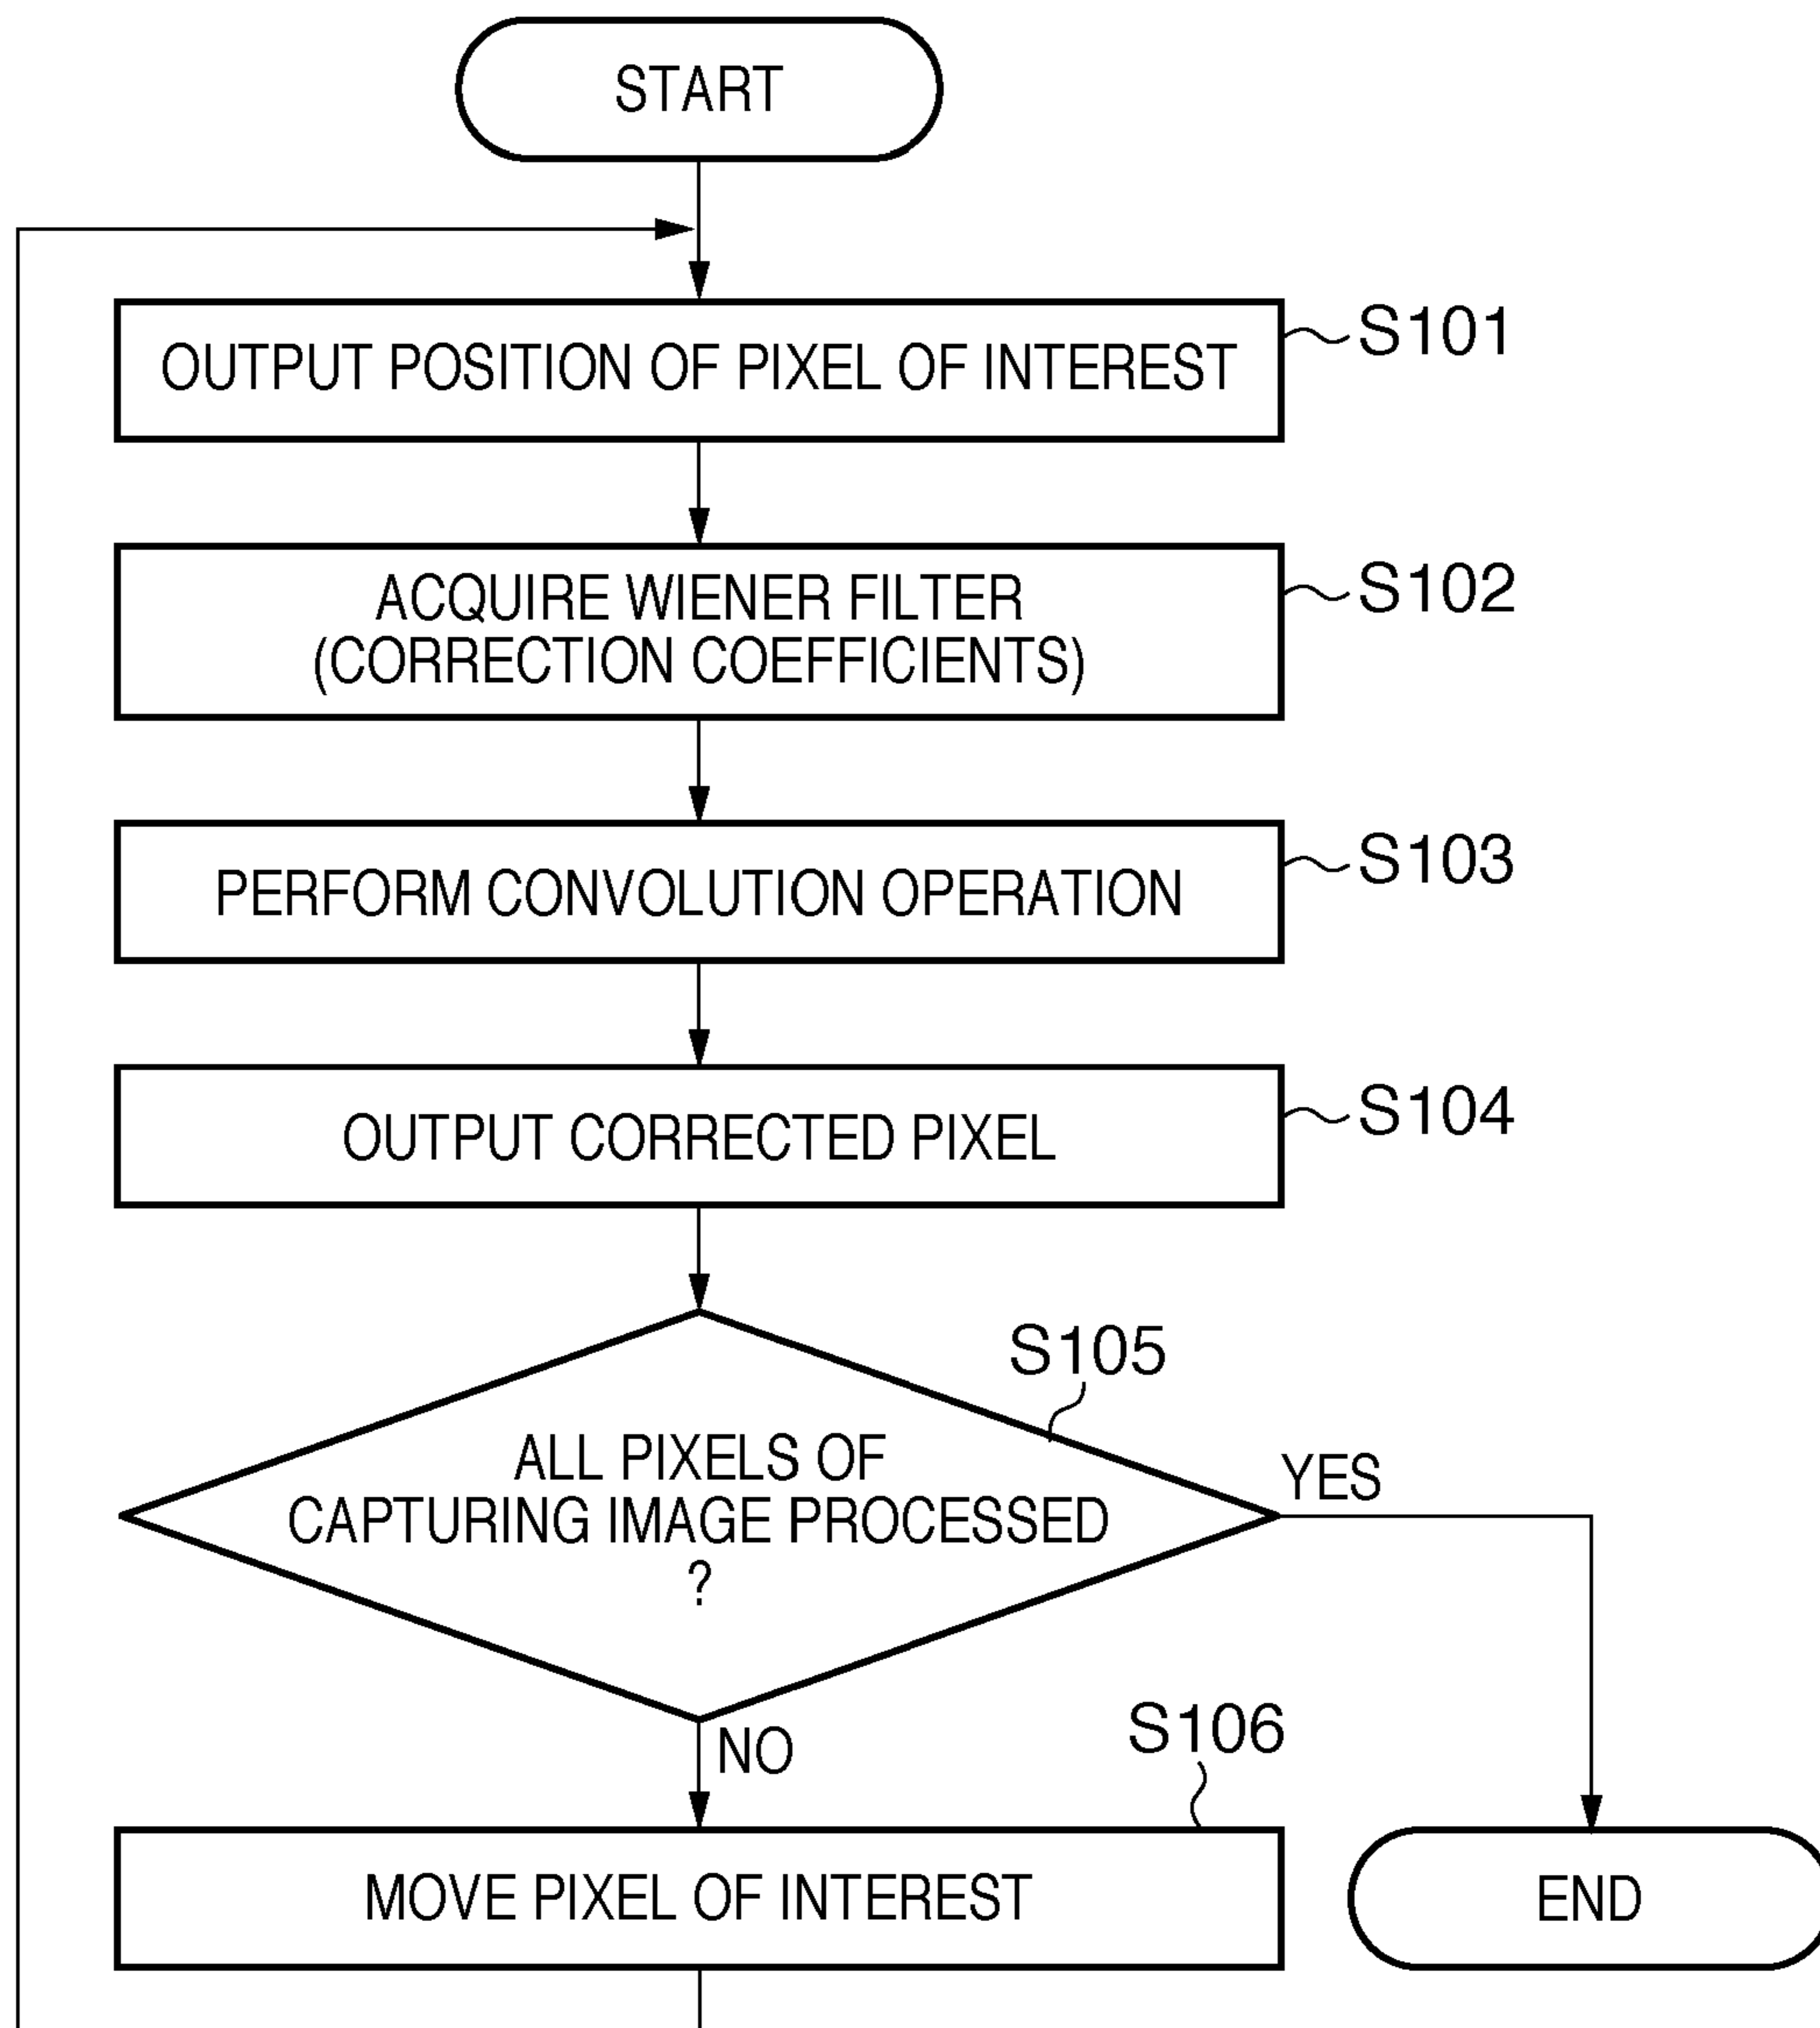 START
OUTPUT POSITION OF PIXEL OF INTEREST
S101
ACQUIRE WIENER FILTER
(CORRECTION COEFFICIENTS)
S102
PERFORM CONVOLUTION OPERATION
S103
OUTPUT CORRECTED PIXEL
S104
S105
ALL PIXELS OF
CAPTURING IMAGE PROCESSED
?
YES
NO
S106
MOVE PIXEL OF INTEREST
END